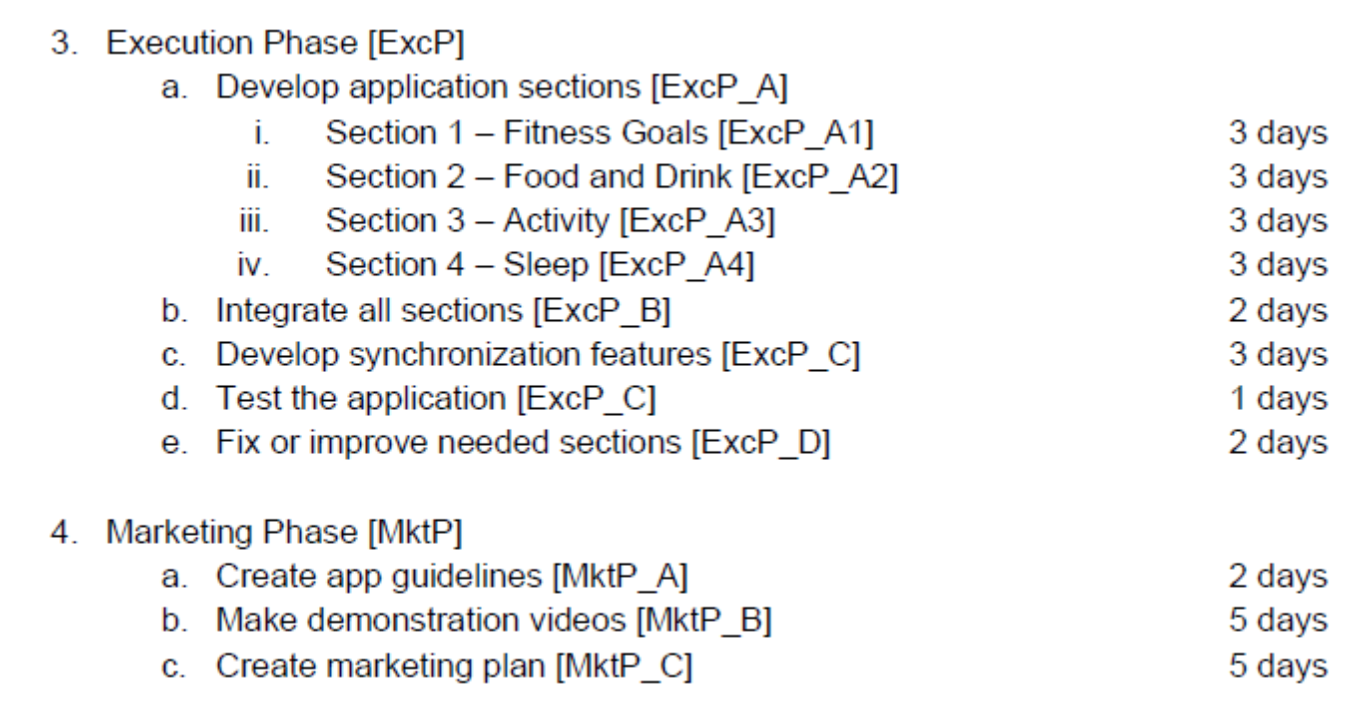 3. Execution Phase [ExcP]
a. Develop application sections [ExcP_A]
i. Section 1 – Fitness Goals [ExcP_A1] 3 days
ii. Section 2 – Food and Drink [ExcP_A2] 3 days
iii. Section 3 – Activity [ExcP_A3] 3 days
iv. Section 4 – Sleep [ExcP_A4] 3 days
b. Integrate all sections [ExcP_B] 2 days
c. Develop synchronization features [ExcP_C] 3 days
d. Test the application [ExcP_C] 1 days
e. Fix or improve needed sections [ExcP_D] 2 days
4. Marketing Phase [MktP]
a. Create app guidelines [MktP_A] 2 days
b. Make demonstration videos [MktP_B] 5 days
c. Create marketing plan [MktP_C] 5 days